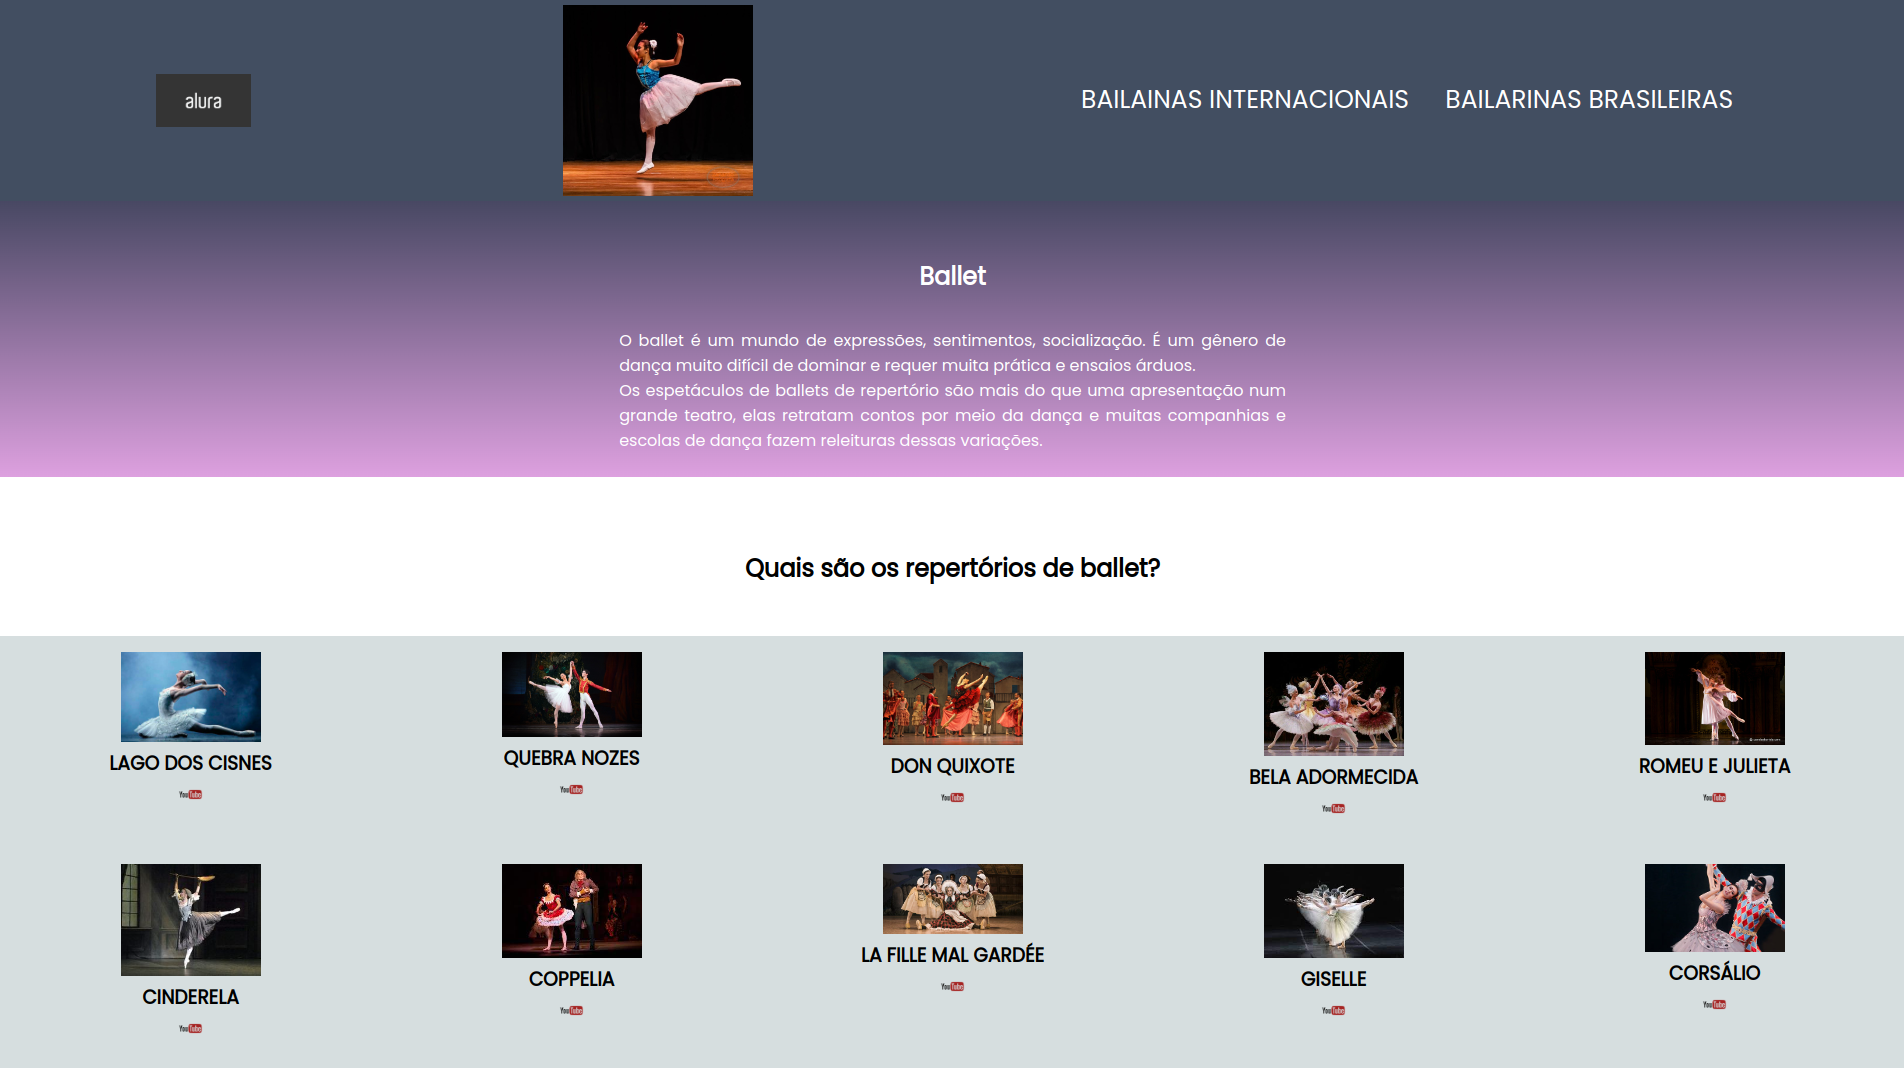 alura
BAILAINAS INTERNACIONAIS
BAILARINAS BRASILEIRAS
Ballet
O ballet é um mundo de expressões, sentimentos, socialização. É um gênero de
dança muito difícil de dominar e requer muita prática e ensaios árduos.
Os espetáculos de ballets de repertório são mais do que uma apresentação num
grande teatro, elas retratam contos por meio da dança e muitas companhias e
escolas de dança fazem releituras dessas variações.
Quais são os repertórios de ballet?
LAGO DOS CISNES
YouTube
QUEBRA NOZES
YouTube
DON QUIXOTE
YouTube
BELA ADORMECIDA
YouTube
ROMEU E JULIETA
YouTube
CINDERELA
YouTube
COPPELIA
YouTube
LA FILLE MAL GARDÉE
YouTube
GISELLE
YouTube
CORSÁLIO
YouTube